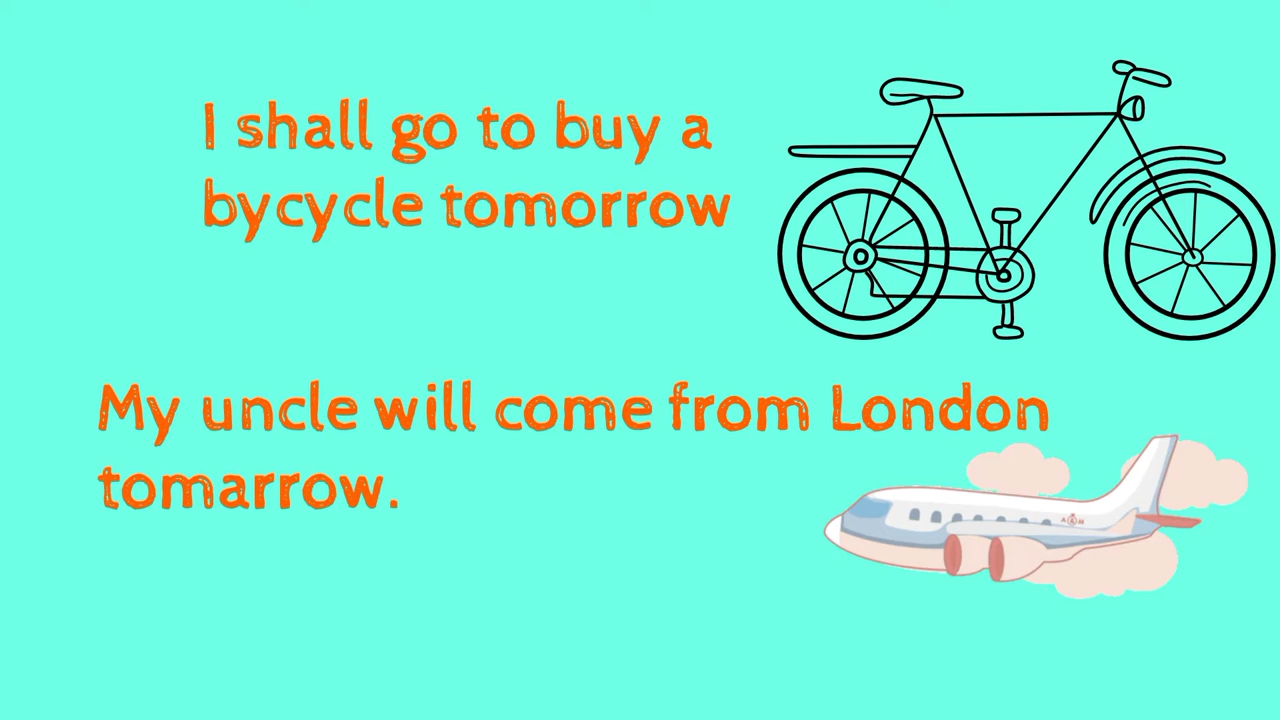 I shall go to buy a
bycycle tomorrow
My uncle will come from London
tomarrow.